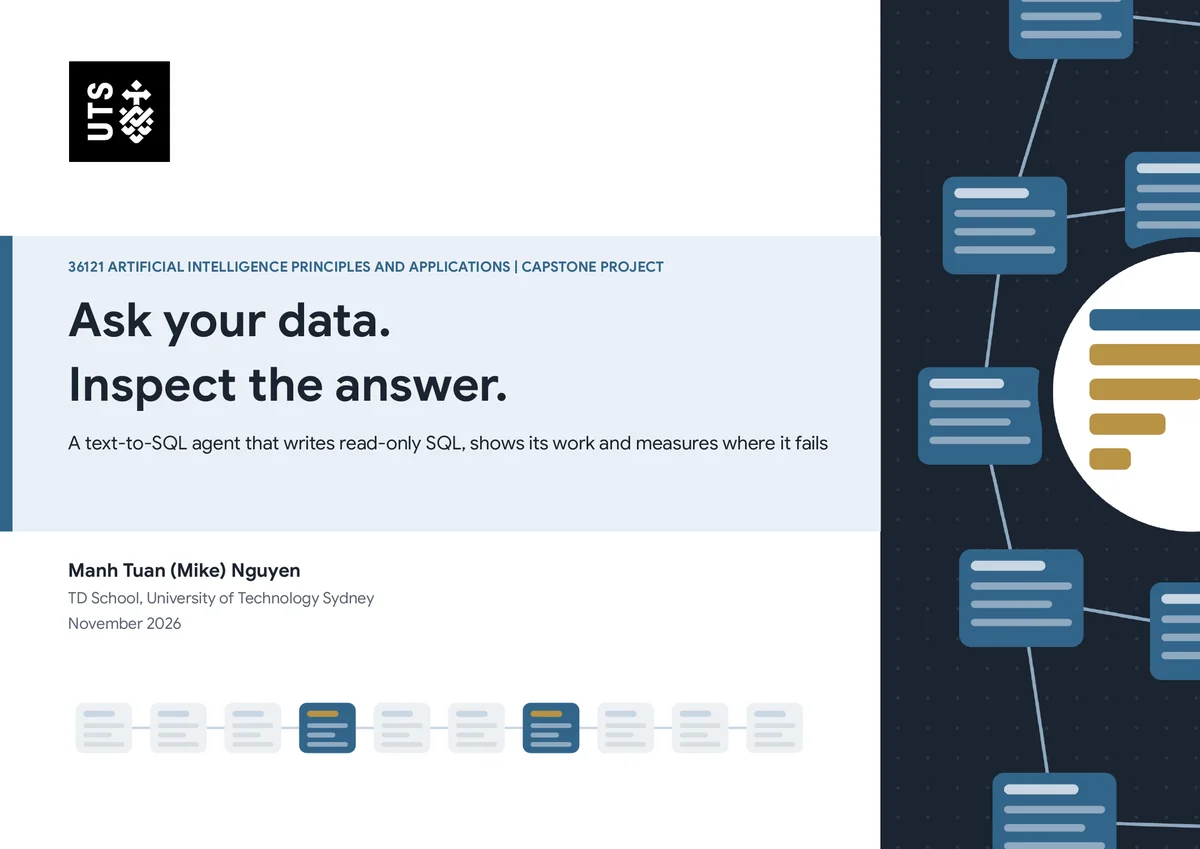 UTS
36121 ARTIFICIAL INTELLIGENCE PRINCIPLES AND APPLICATIONS | CAPSTONE PROJECT
Ask your data.
Inspect the answer.
A text-to-SQL agent that writes read-only SQL, shows its work and measures where it fails
Manh Tuan (Mike) Nguyen
TD School, University of Technology Sydney
November 2026